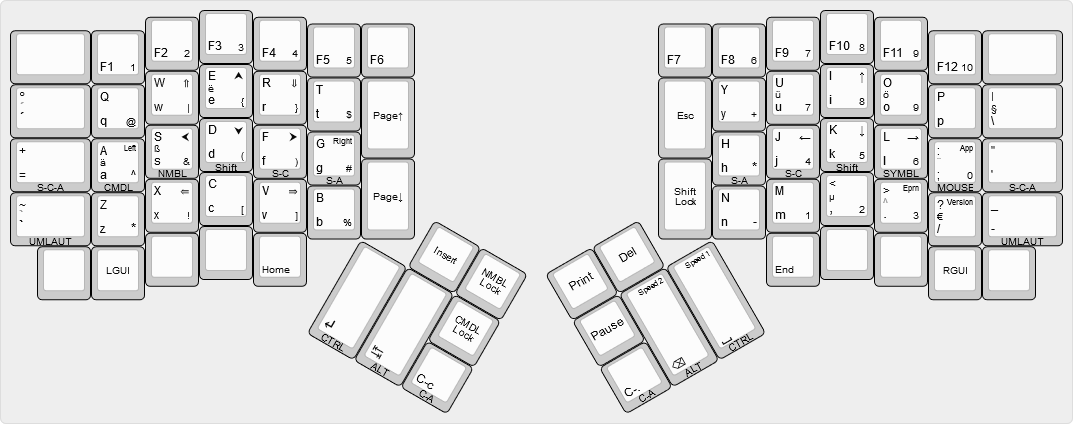 F1 1
F2 2
F3 3
F4 4
F5 5
F6
F7
F8 6
F9 7
F10 8
F11 9
F12 10
°
´
Q
q @
W ⇑
w |
E ⮝
ë
e {
R ⇓
r }
T
t $
Page↑
Esc
Y
y +
U
ü
u 7
I ↑
i 8
O
ö
o 9
P
p
|
§
\
+
=
S-C-A
A Left
ä
a ^
CMDL
S ⮜
ß
s &
NMBL
D ⮟
d (
Shift
F ⮞
f )
S-C
G Right
g #
S-A
H
h *
S-A
J ←
j 4
S-C
K ↓
k 5
Shift
L →
l 6
SYMBL
: App
; 0
MOUSE
"
'
S-C-A
~
`
UMLAUT
Z
z *
X ⇐
x !
C
c [
V ⇒
v ]
B
b %
Page↓
Shift
Lock
N
n -
M
m 1
<
µ
, 2
> Eprm
^
. 3
? Version
€
/
_
-
UMLAUT
LGUI
Home
End
RGUI
Insert
NMBL
Lock
↵
CTRL
↹
ALT
CMDL
Lock
C-c
C-A
Print
Del
Speed 1
Pause
Speed 2
⌫
ALT
CTRL
C-.
C-A